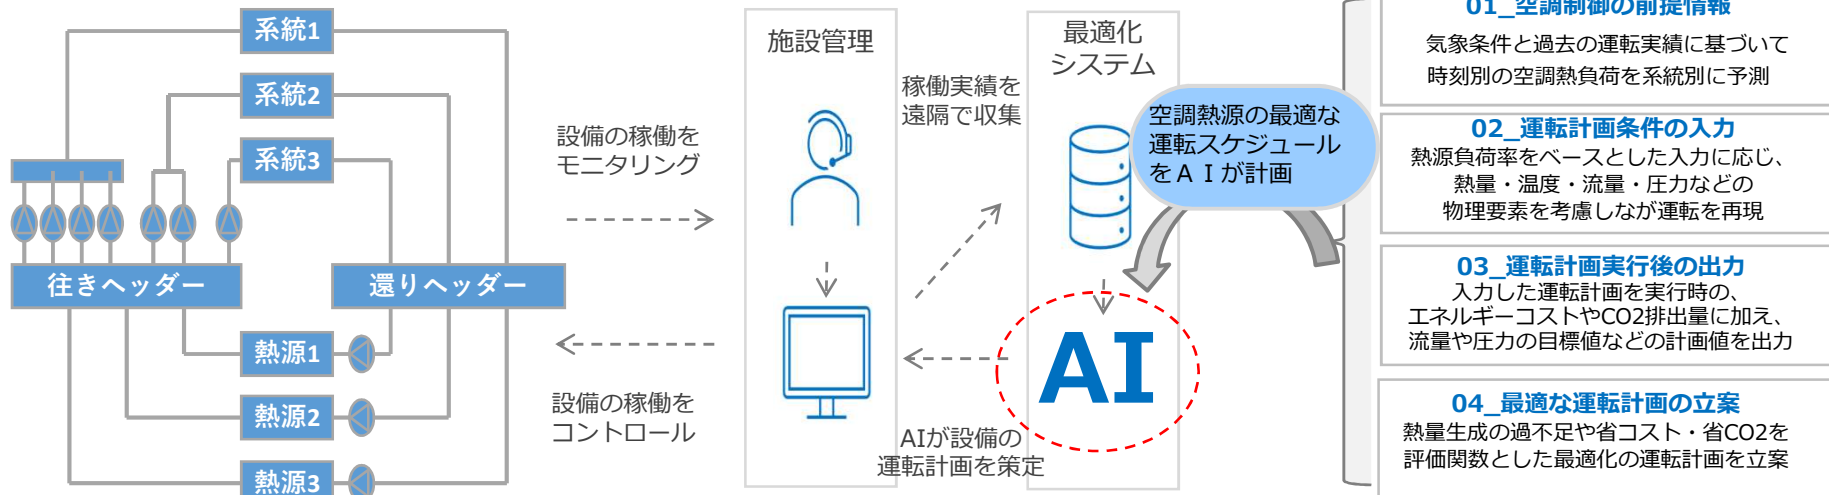 系統1
系統2
系統3
往きヘッダー
還りヘッダー
熱源1
熱源2
熱源3
設備の稼働を
モニタリング
設備の稼働を
コントロール
施設管理
稼働実績を
遠隔で収集
AIが設備の
運転計画を策定
最適化
システム
空調熱源の最適な
運転スケジュール
をAIが計画
AI
01_空調制御の前提情報
気象条件と過去の運転実績に基づいて
時刻別の空調熱負荷を系統別に予測
02_運転計画条件の入力
熱源負荷率をベースとした入力に応じ、
熱量・温度・流量・圧力などの
物理要素を考慮しなが運転を再現
03_運転計画実行後の出力
入力した運転計画を実行時の、
エネルギーコストやCO2排出量に加え、
流量や圧力の目標値などの計画値を出力
04_最適な運転計画の立案
熱量生成の過不足や省コスト・省CO2を
評価関数とした最適化の運転計画を立案